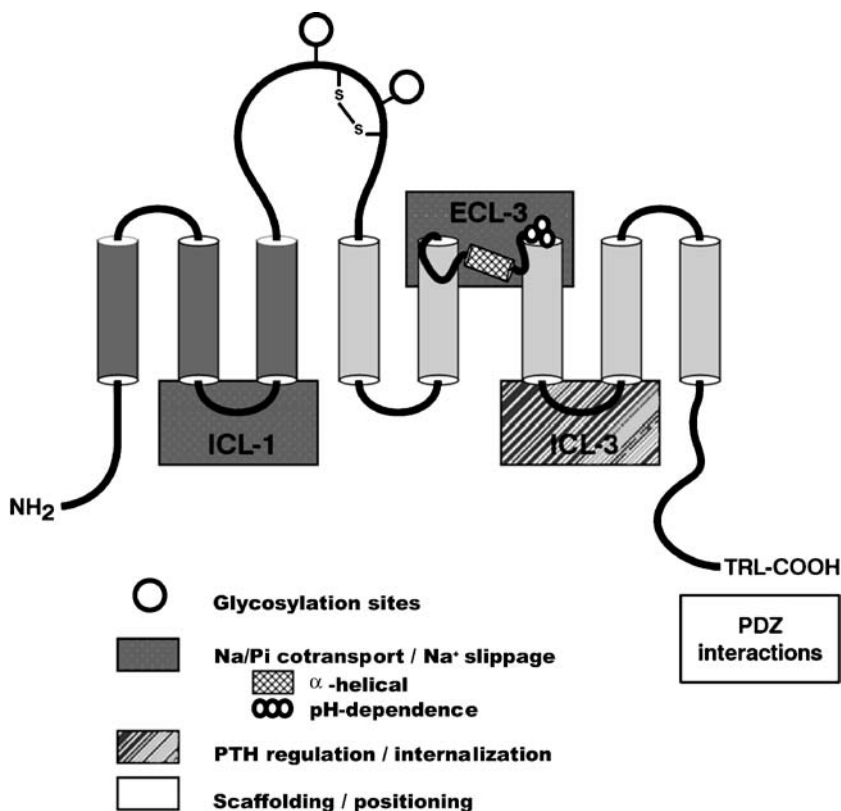 S
S
ECL-3
ICL-1
ICL-3
NH₂
TRL-COOH
PDZ
interactions
Glycosylation sites
Na/Pi cotransport / Na⁺ slippage
α -helical
pH-dependence
PTH regulation / internalization
Scaffolding / positioning